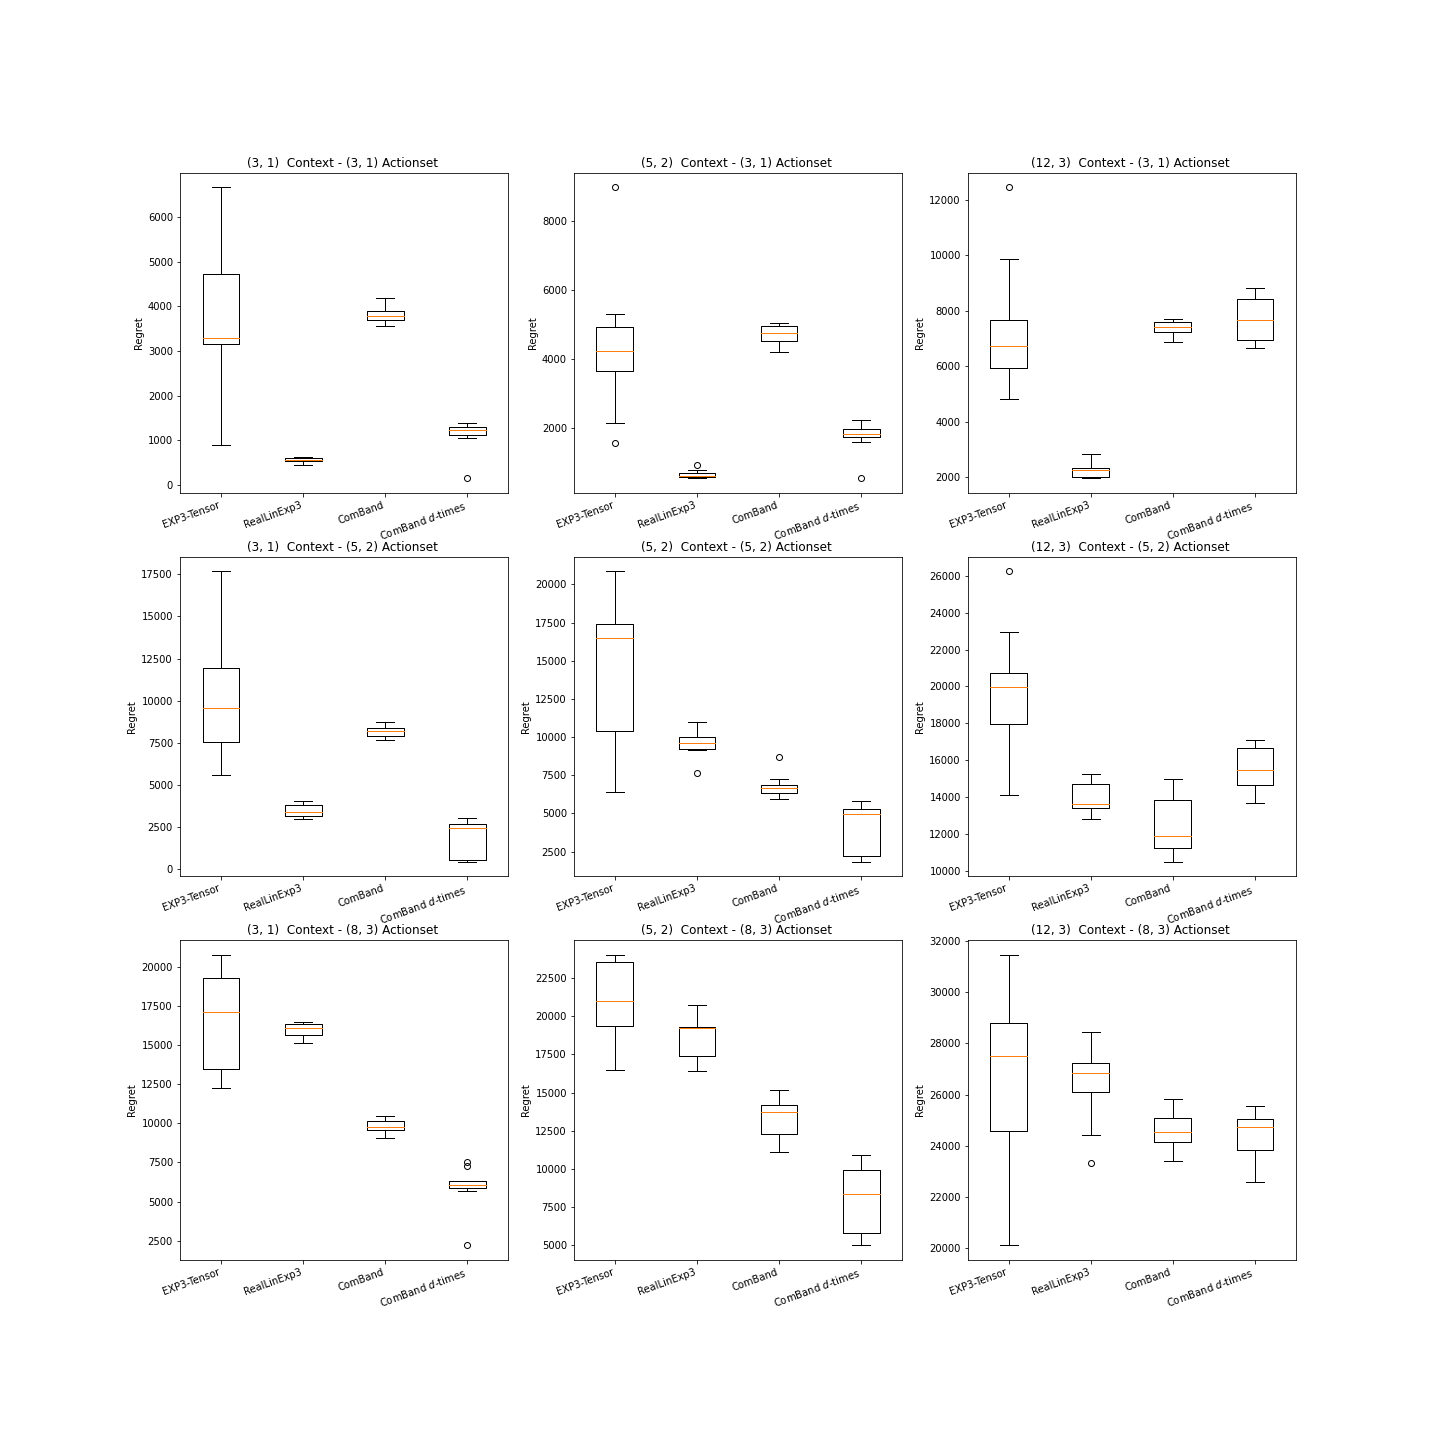 (3, 1)  Context - (3, 1) Actionset
Regret
6000
5000
4000
3000
2000
1000
0
EXP3-Tensor
RealLinExp3
ComBand
ComBand d-times
(5, 2)  Context - (3, 1) Actionset
Regret
8000
6000
4000
2000
EXP3-Tensor
RealLinExp3
ComBand
ComBand d-times
(12, 3)  Context - (3, 1) Actionset
Regret
12000
10000
8000
6000
4000
2000
EXP3-Tensor
RealLinExp3
ComBand
ComBand d-times
(3, 1)  Context - (5, 2) Actionset
Regret
17500
15000
12500
10000
7500
5000
2500
0
EXP3-Tensor
RealLinExp3
ComBand
ComBand d-times
(5, 2)  Context - (5, 2) Actionset
Regret
20000
17500
15000
12500
10000
7500
5000
2500
EXP3-Tensor
RealLinExp3
ComBand
ComBand d-times
(12, 3)  Context - (5, 2) Actionset
Regret
26000
24000
22000
20000
18000
16000
14000
12000
10000
EXP3-Tensor
RealLinExp3
ComBand
ComBand d-times
(3, 1)  Context - (8, 3) Actionset
Regret
20000
17500
15000
12500
10000
7500
5000
2500
EXP3-Tensor
RealLinExp3
ComBand
ComBand d-times
(5, 2)  Context - (8, 3) Actionset
Regret
22500
20000
17500
15000
12500
10000
7500
5000
EXP3-Tensor
RealLinExp3
ComBand
ComBand d-times
(12, 3)  Context - (8, 3) Actionset
Regret
32000
30000
28000
26000
24000
22000
20000
EXP3-Tensor
RealLinExp3
ComBand
ComBand d-times